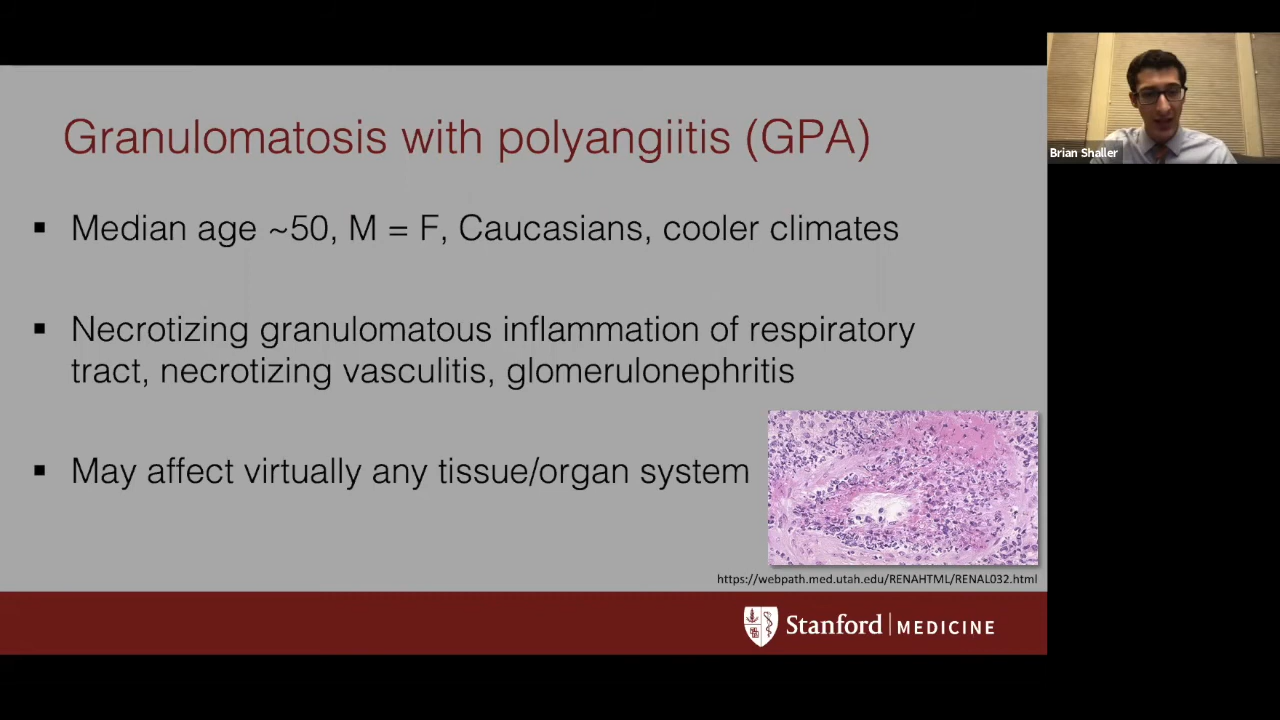 Granulomatosis with polyangiitis (GPA)
Brian Shaller
▪ Median age ~50, M = F, Caucasians, cooler climates
▪ Necrotizing granulomatous inflammation of respiratory
tract, necrotizing vasculitis, glomerulonephritis
▪ May affect virtually any tissue/organ system
https://webpath.med.utah.edu/RENAHTML/RENAL032.html
Stanford | MEDICINE